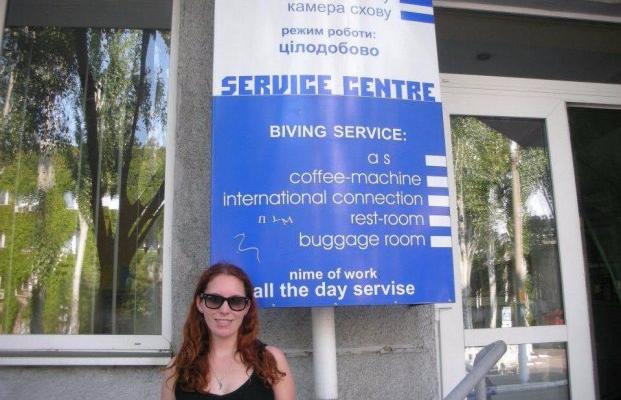 камера схову
режим роботи:
цілодобово
SERVICE CENTRE
BIVING SERVICE:
a s
coffee-machine
international connection
rest-room
buggage room
nime of work
all the day servise